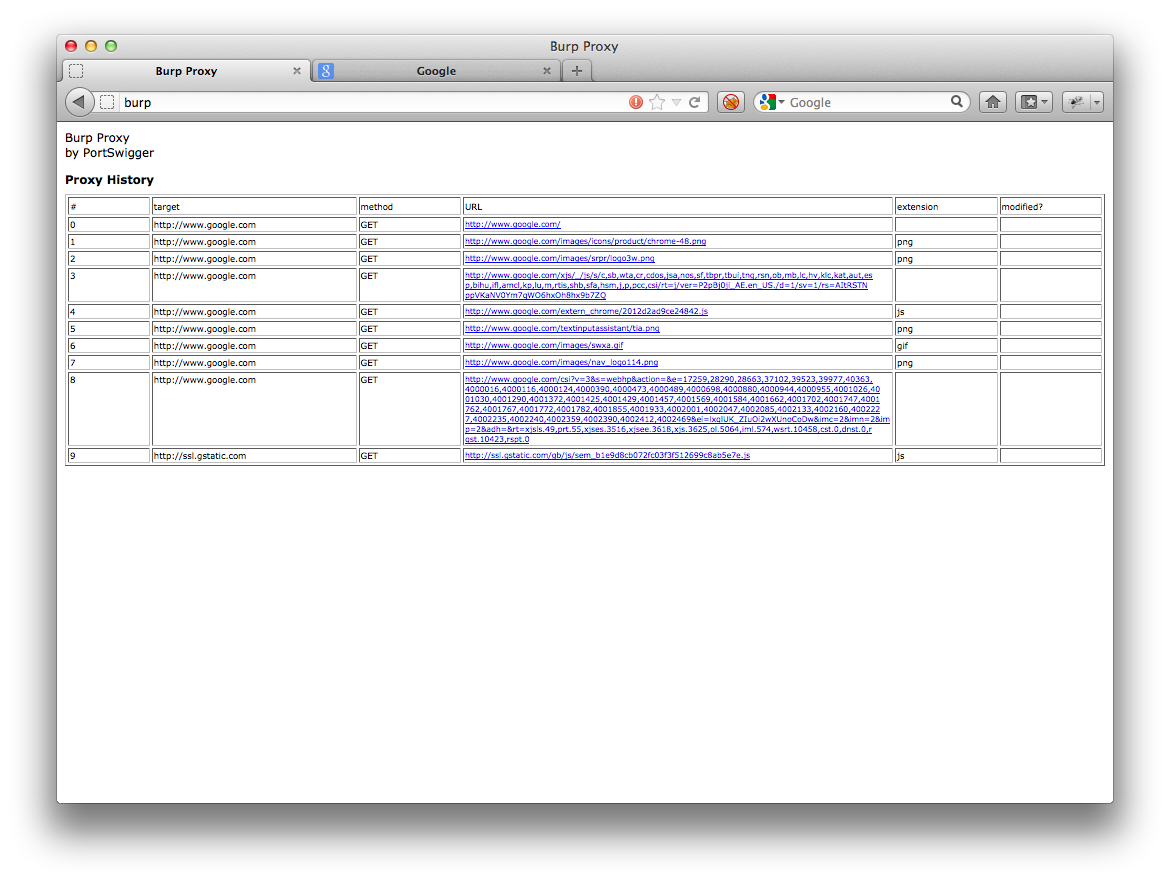 Burp Proxy
Burp Proxy
Google
burp
Google
Burp Proxy
by PortSwigger
Proxy History
# target method URL extension modified?
0 http://www.google.com GET http://www.google.com/
1 http://www.google.com GET http://www.google.com/images/icons/product/chrome-48.png png
2 http://www.google.com GET http://www.google.com/images/srpr/logo3w.png png
3 http://www.google.com GET http://www.google.com/xjs/_/js/s/c,sb,wta,cr,cdos,jsa,nos,sf,tbpr,tbui,tng,rsn,ob,mb,lc,hv,klc,kat,aut,es
p,bihu,ifl,amcl,kp,lu,m,rtis,shb,sfa,hsm,j,p,pcc,csi/rt=j/ver=P2pBj0ji_AE.en_US./d=1/sv=1/rs=AItRSTN
ppVKaNV0Ym7qWO6hxOh8hx9b7ZQ
4 http://www.google.com GET http://www.google.com/extern_chrome/2012d2ad9ce24842.js js
5 http://www.google.com GET http://www.google.com/textinputassistant/tia.png png
6 http://www.google.com GET http://www.google.com/images/swxa.gif gif
7 http://www.google.com GET http://www.google.com/images/nav_logo114.png png
8 http://www.google.com GET http://www.google.com/csi?v=3&s=webhp&action=&e=17259,28290,28663,37102,39523,39977,40363,
4000016,4000116,4000124,4000390,4000473,4000489,4000698,4000880,4000944,4000955,4001026,40
01030,4001290,4001372,4001425,4001429,4001457,4001569,4001584,4001662,4001702,4001747,4001
762,4001767,4001772,4001782,4001855,4001933,4002001,4002047,4002085,4002133,4002160,400222
7,4002235,4002240,4002359,4002390,4002412,4002469&ei=lxqIUK_ZIuOi2wXUnoCoDw&imc=2&imn=2&im
p=2&adh=&rt=xjsls.49,prt.55,xjses.3516,xjsee.3618,xjs.3625,ol.5064,iml.574,wsrt.10458,cst.0,dnst.0,r
qst.10423,rspt.0
9 http://ssl.gstatic.com GET http://ssl.gstatic.com/gb/js/sem_b1e9d8cb072fc03f3f512699c8ab5e7e.js js